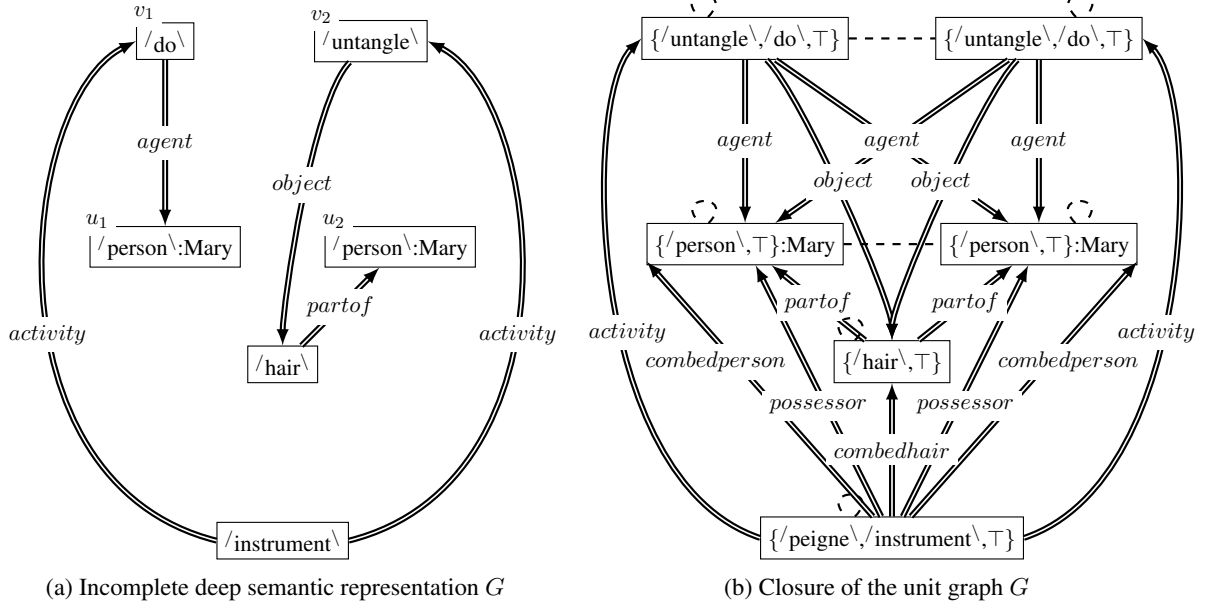 v1
/do\
agent
u1
/person\:Mary
v2
/untangle\
object
u2
/person\:Mary
partof
/hair\
activity
activity
/instrument\
(a) Incomplete deep semantic representation G
{/untangle\,/do\,⊤}
{/untangle\,/do\,⊤}
agent
agent
agent
object
object
{/person\,⊤}:Mary
{/person\,⊤}:Mary
partof
partof
activity
activity
{/hair\,⊤}
combedperson
combedperson
possessor
possessor
combedhair
{/peigne\,/instrument\,⊤}
(b) Closure of the unit graph G